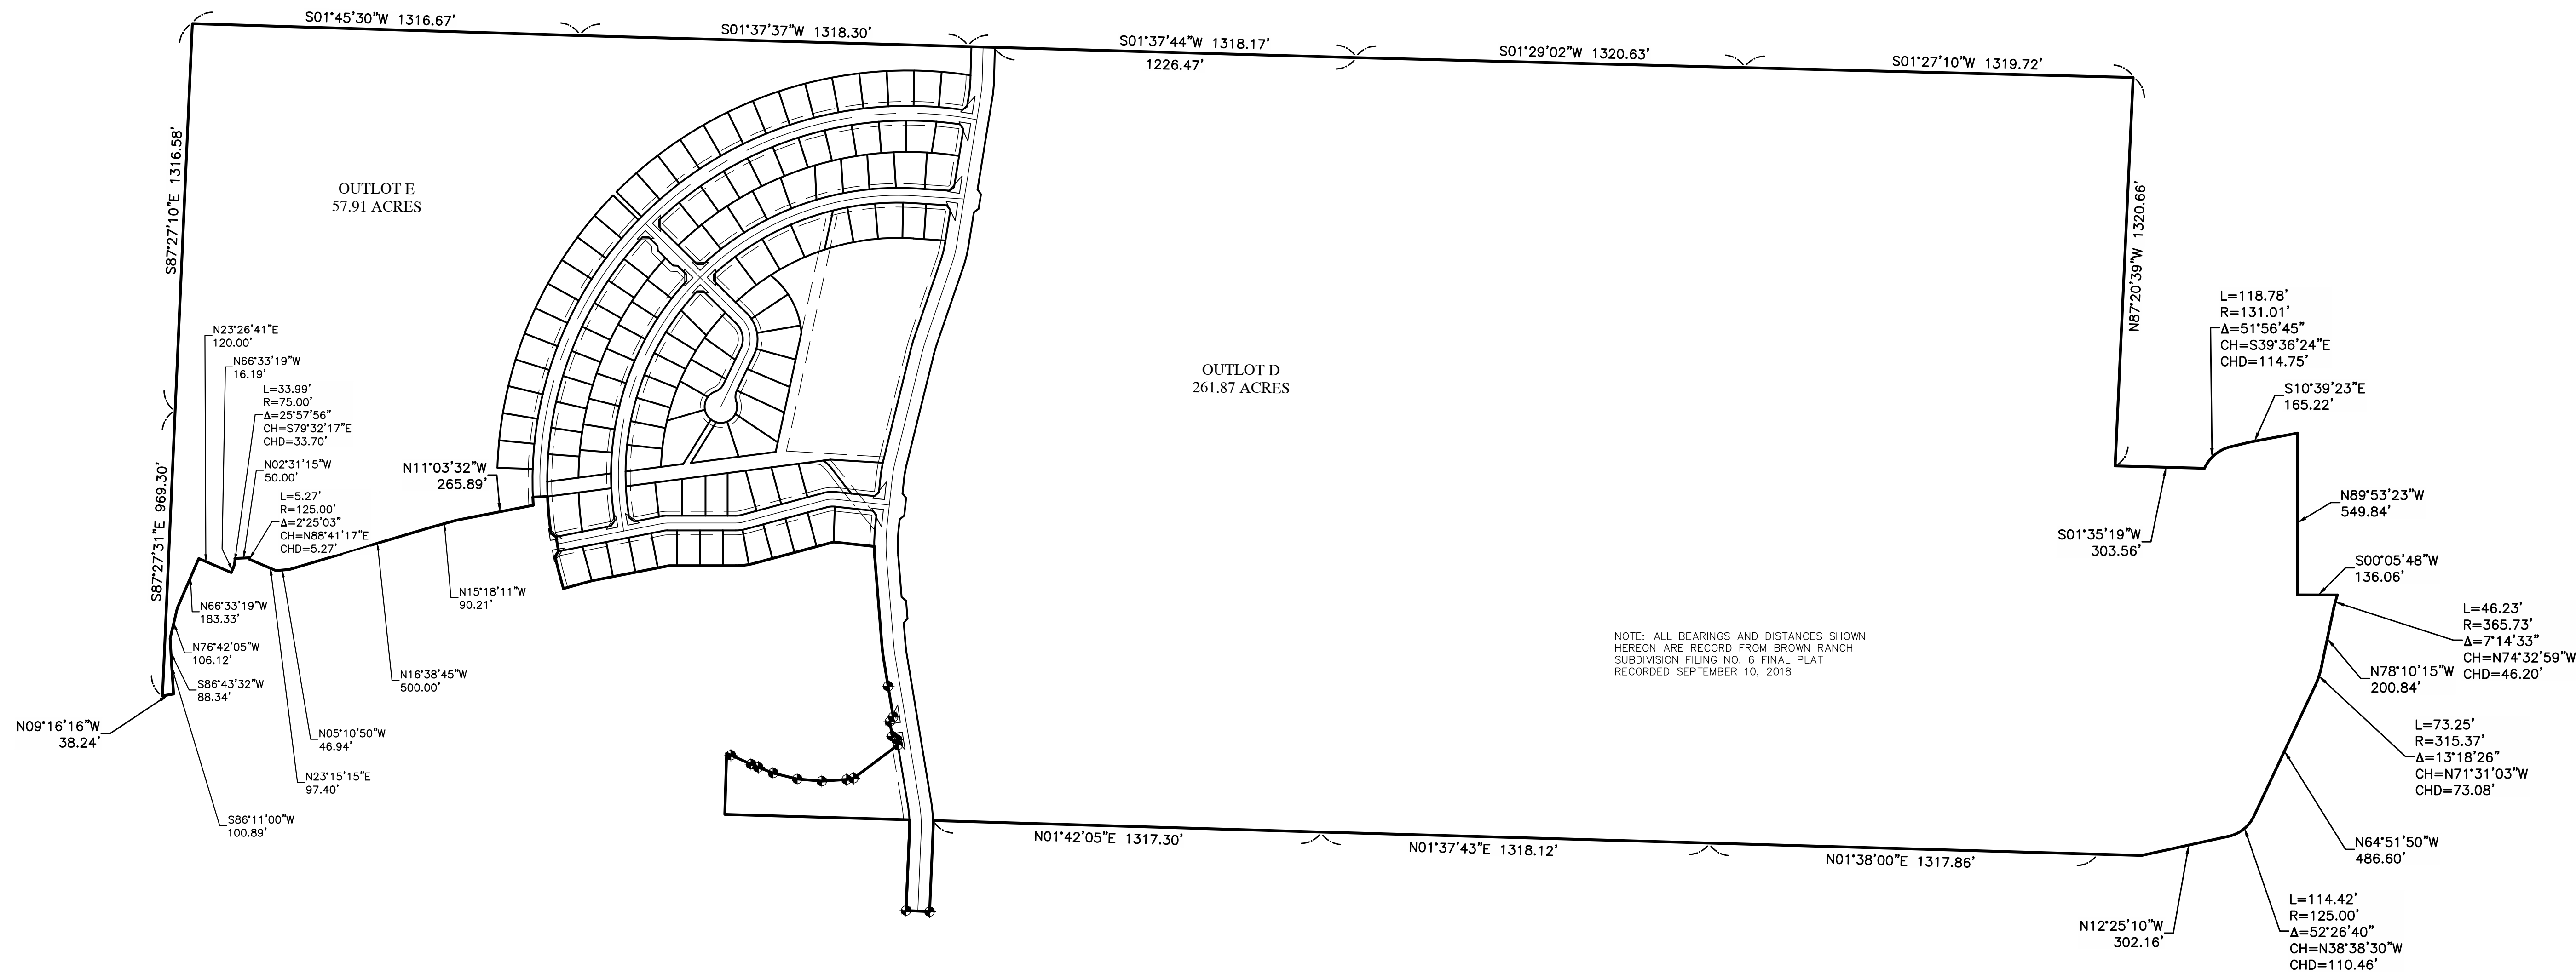 S01°45'30"W 1316.67'
S01°37'37"W 1318.30'
S01°37'44"W 1318.17'
1226.47'
S01°29'02"W 1320.63'
S01°27'10"W 1319.72'
S87°27'10"E 1316.58'
OUTLOT E
57.91 ACRES
N87°20'39"W 1320.66'
L=118.78'
R=131.01'
Δ=51°56'45"
CH=S39°36'24"E
CHD=114.75'
S10°39'23"E
165.22'
OUTLOT D
261.87 ACRES
N23°26'41"E
120.00'
N66°33'19"W
16.19'
L=33.99'
R=75.00'
Δ=25°57'56"
CH=S79°32'17"E
CHD=33.70'
N02°31'15"W
50.00'
L=5.27'
R=125.00'
Δ=2°25'03"
CH=N88°41'17"E
CHD=5.27'
N11°03'32"W
265.89'
S87°27'31"E 969.30'
N89°53'23"W
549.84'
S01°35'19"W
303.56'
S00°05'48"W
136.06'
N15°18'11"W
90.21'
N66°33'19"W
183.33'
N76°42'05"W
106.12'
S86°43'32"W
88.34'
N16°38'45"W
500.00'
N09°16'16"W
38.24'
N05°10'50"W
46.94'
N23°15'15"E
97.40'
S86°11'00"W
100.89'
NOTE: ALL BEARINGS AND DISTANCES SHOWN
HEREON ARE RECORD FROM BROWN RANCH
SUBDIVISION FILING NO. 6 FINAL PLAT
RECORDED SEPTEMBER 10, 2018
L=46.23'
R=365.73'
Δ=7°14'33"
CH=N74°32'59"W
CHD=46.20'
N78°10'15"W
200.84'
L=73.25'
R=315.37'
Δ=13°18'26"
CH=N71°31'03"W
CHD=73.08'
N64°51'50"W
486.60'
N01°42'05"E 1317.30'
N01°37'43"E 1318.12'
N01°38'00"E 1317.86'
N12°25'10"W
302.16'
L=114.42'
R=125.00'
Δ=52°26'40"
CH=N38°38'30"W
CHD=110.46'